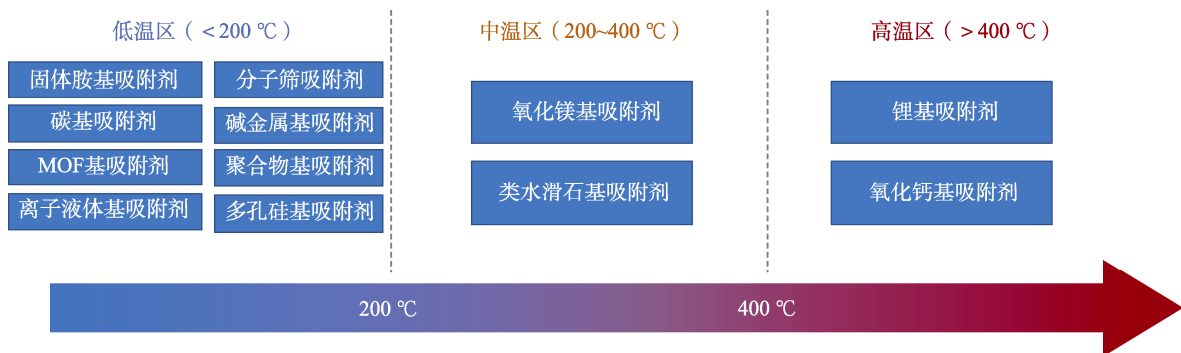 低温区（＜200 ℃）
中温区（200~400 ℃）
高温区（＞400 ℃）
固体胺基吸附剂
分子筛吸附剂
碳基吸附剂
碱金属基吸附剂
MOF基吸附剂
聚合物基吸附剂
离子液体基吸附剂
多孔硅基吸附剂
氧化镁基吸附剂
类水滑石基吸附剂
锂基吸附剂
氧化钙基吸附剂
200 ℃
400 ℃